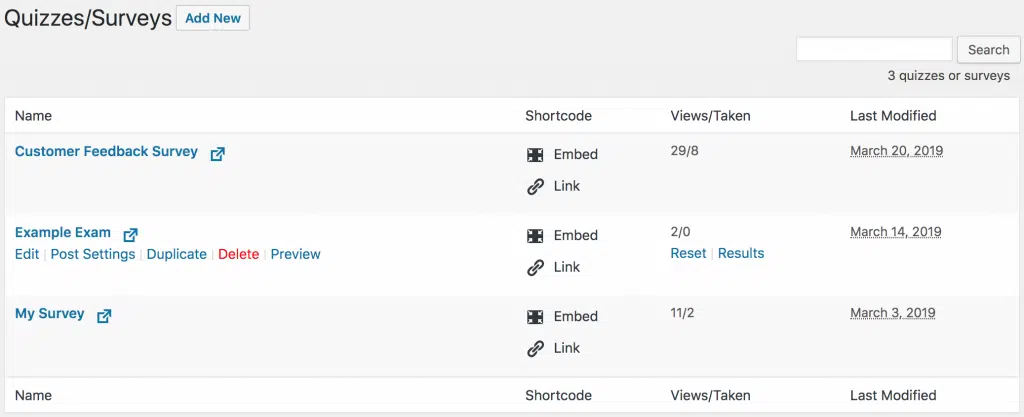 Quizzes/Surveys Add New
Search
3 quizzes or surveys
Name Shortcode Views/Taken Last Modified
Customer Feedback Survey Embed 29/8 March 20, 2019
Link
Example Exam Embed 2/0 March 14, 2019
Edit | Post Settings | Duplicate | Delete | Preview Reset | Results
Link
My Survey Embed 11/2 March 3, 2019
Link
Name Shortcode Views/Taken Last Modified